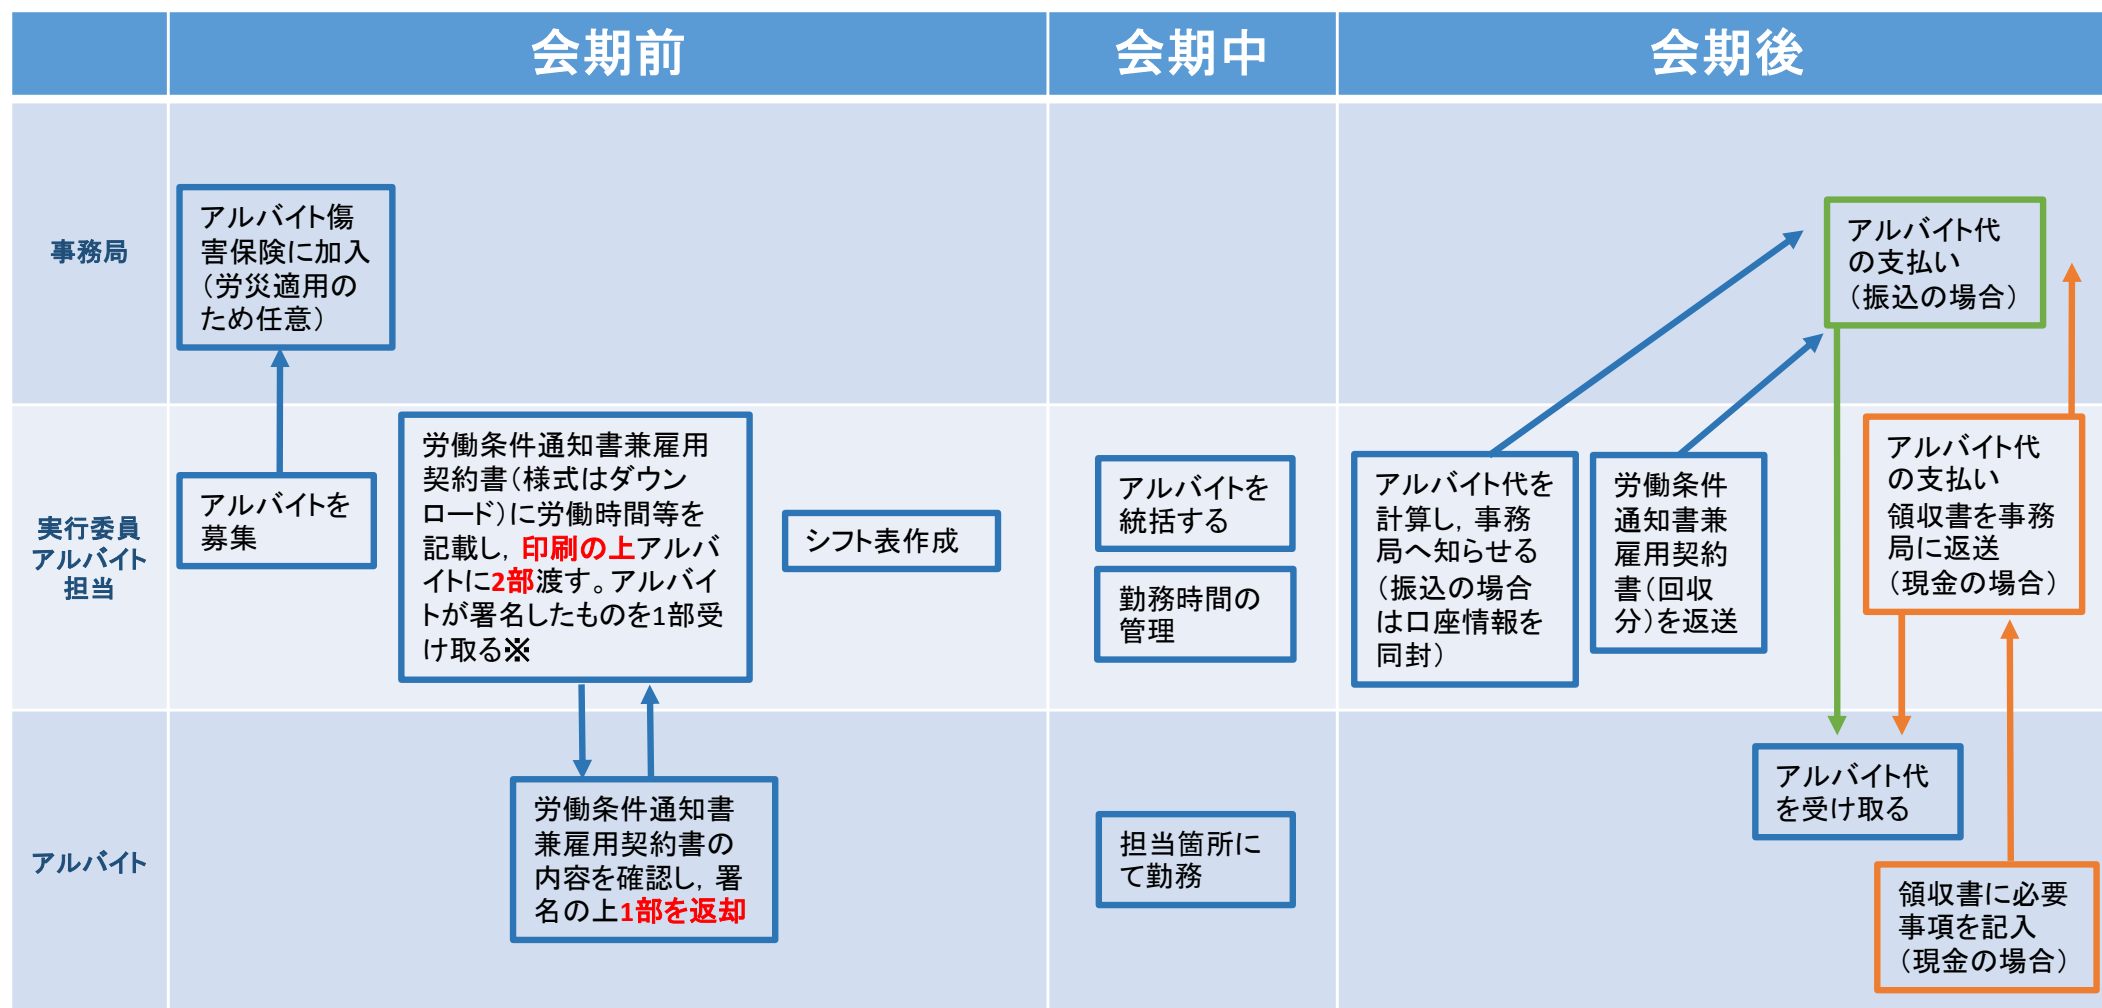 会期前
会期中
会期後
事務局
アルバイト傷
害保険に加入
（労災適用の
ため任意）
アルバイト代
の支払い
（振込の場合）
実行委員
アルバイト
担当
アルバイトを
募集
労働条件通知書兼雇用
契約書（様式はダウン
ロード）に労働時間等を
記載し，印刷の上アルバ
イトに2部渡す。アルバイ
トが署名したものを1部受
け取る※
シフト表作成
アルバイトを
統括する
勤務時間の
管理
アルバイト代を
計算し，事務
局へ知らせる
（振込の場合
は口座情報を
同封）
労働条件
通知書兼
雇用契約
書（回収
分）を返送
アルバイト代
の支払い
領収書を事務
局に返送
（現金の場合）
アルバイト
労働条件通知書
兼雇用契約書の
内容を確認し，署
名の上1部を返却
担当箇所に
て勤務
アルバイト代
を受け取る
領収書に必要
事項を記入
（現金の場合）